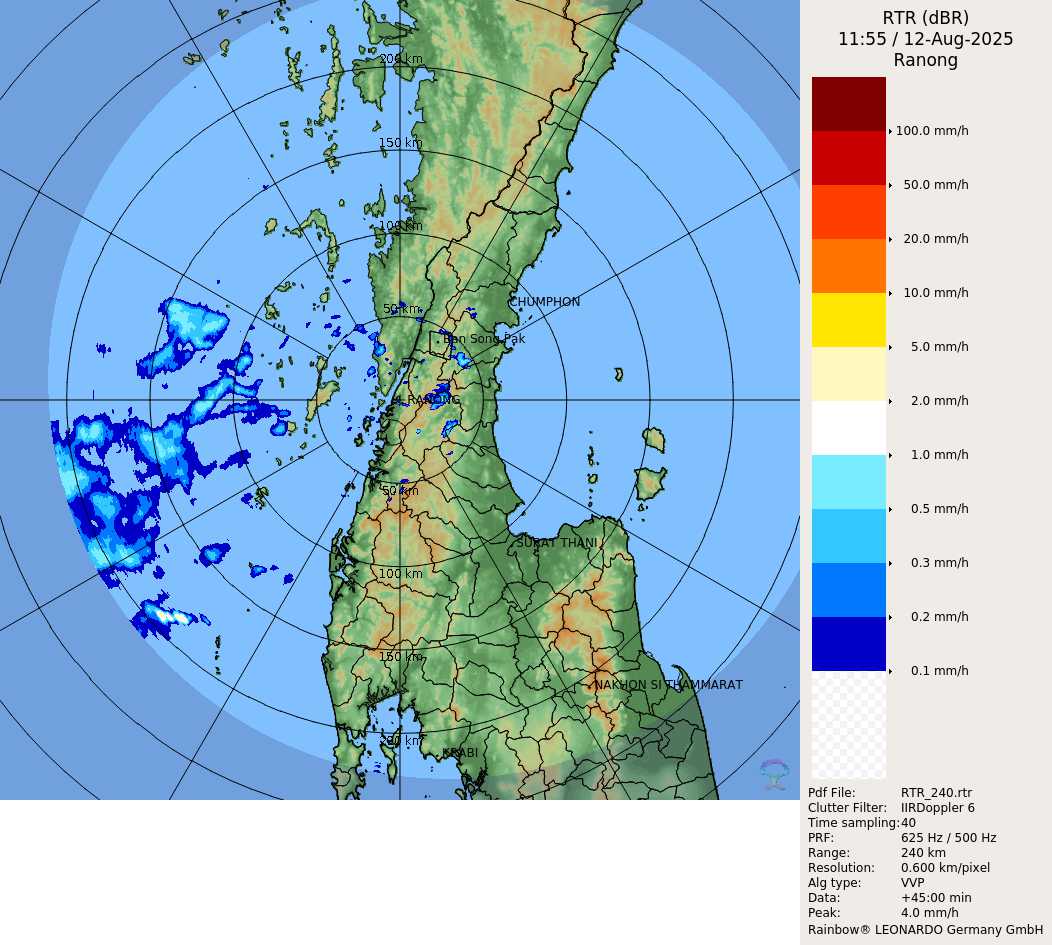 RTR (dBR)
11:55 / 12-Aug-2025
Ranong
100.0 mm/h
50.0 mm/h
20.0 mm/h
10.0 mm/h
5.0 mm/h
2.0 mm/h
1.0 mm/h
0.5 mm/h
0.3 mm/h
0.2 mm/h
0.1 mm/h
Pdf File: RTR_240.rtr
Clutter Filter: IIRDoppler 6
Time sampling: 40
PRF: 625 Hz / 500 Hz
Range: 240 km
Resolution: 0.600 km/pixel
Alg type: VVP
Data: +45:00 min
Peak: 4.0 mm/h
Rainbow® LEONARDO Germany GmbH
200 km
150 km
100 km
50 km
CHUMPHON
Ban Song Pak
RANONG
50 km
SURAT THANI
100 km
150 km
NAKHON SI THAMMARAT
200 km
KRABI